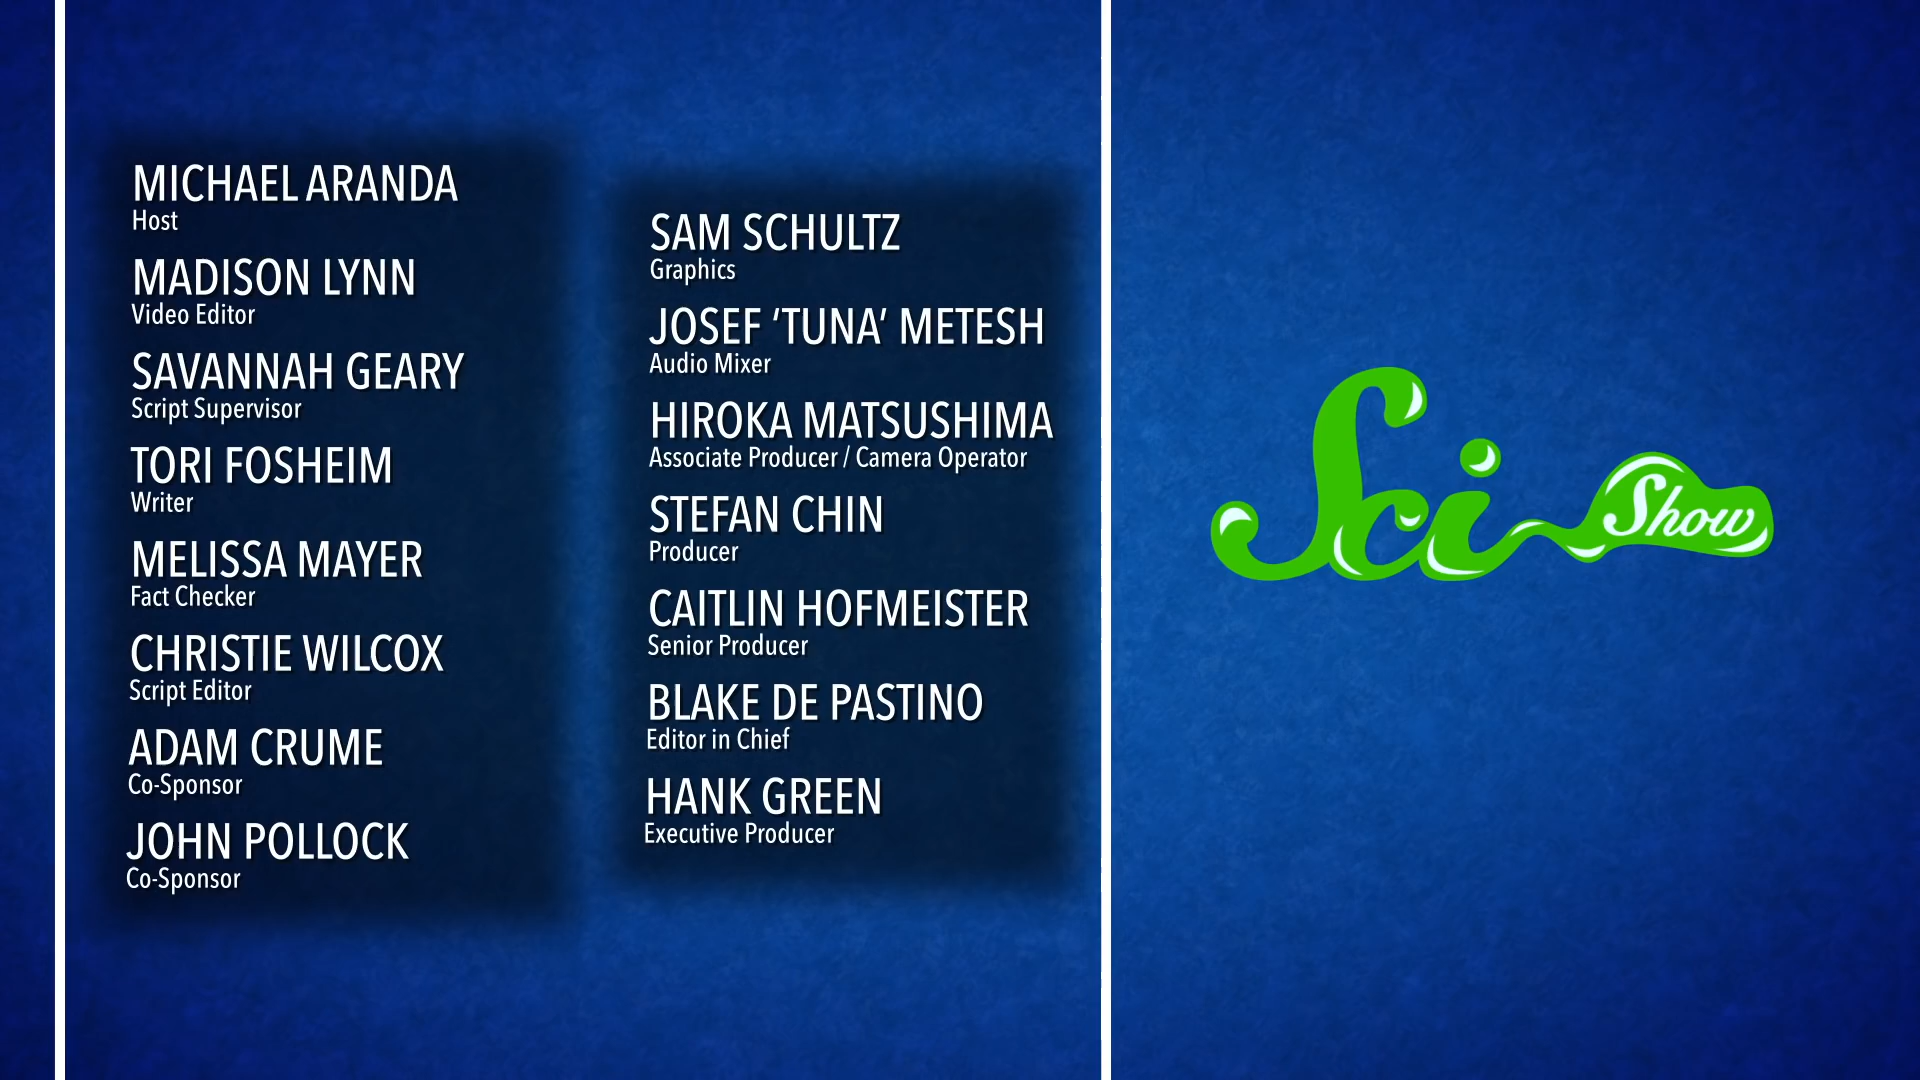 MICHAEL ARANDA
Host
MADISON LYNN
Video Editor
SAVANNAH GEARY
Script Supervisor
TORI FOSHEIM
Writer
MELISSA MAYER
Fact Checker
CHRISTIE WILCOX
Script Editor
ADAM CRUME
Co-Sponsor
JOHN POLLOCK
Co-Sponsor
SAM SCHULTZ
Graphics
JOSEF ‘TUNA’ METESH
Audio Mixer
HIROKA MATSUSHIMA
Associate Producer / Camera Operator
STEFAN CHIN
Producer
CAITLIN HOFMEISTER
Senior Producer
BLAKE DE PASTINO
Editor in Chief
HANK GREEN
Executive Producer
Sci Show